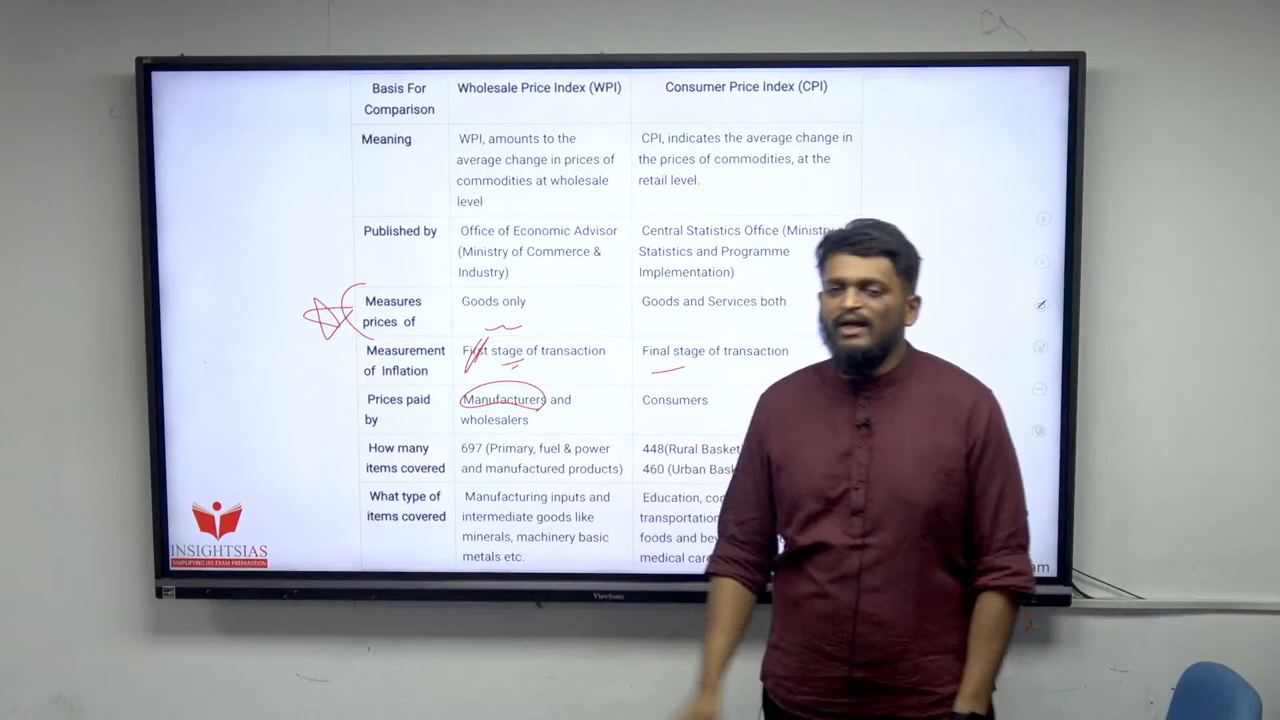 Basis For
Comparison
Wholesale Price Index (WPI)
Consumer Price Index (CPI)
Meaning
WPI, amounts to the
average change in prices of
commodities at wholesale
level
CPI, indicates the average change in
the prices of commodities, at the
retail level.
Published by
Office of Economic Advisor
(Ministry of Commerce &
Industry)
Central Statistics Office (Ministry
Statistics and Programme
Implementation)
Measures
prices of
Goods only
Goods and Services both
Measurement
of Inflation
First stage of transaction
Final stage of transaction
Prices paid
by
Manufacturers and
wholesalers
Consumers
How many
items covered
697 (Primary, fuel & power
and manufactured products)
448(Rural
460 (Urban
What type of
items covered
Manufacturing inputs and
intermediate goods like
minerals, machinery basic
metals etc.
Education,
transportation
foods and
medical
INSIGHTSIAS
SIMPLIFYING IAS EXAM PREPARATION
ViewSonic